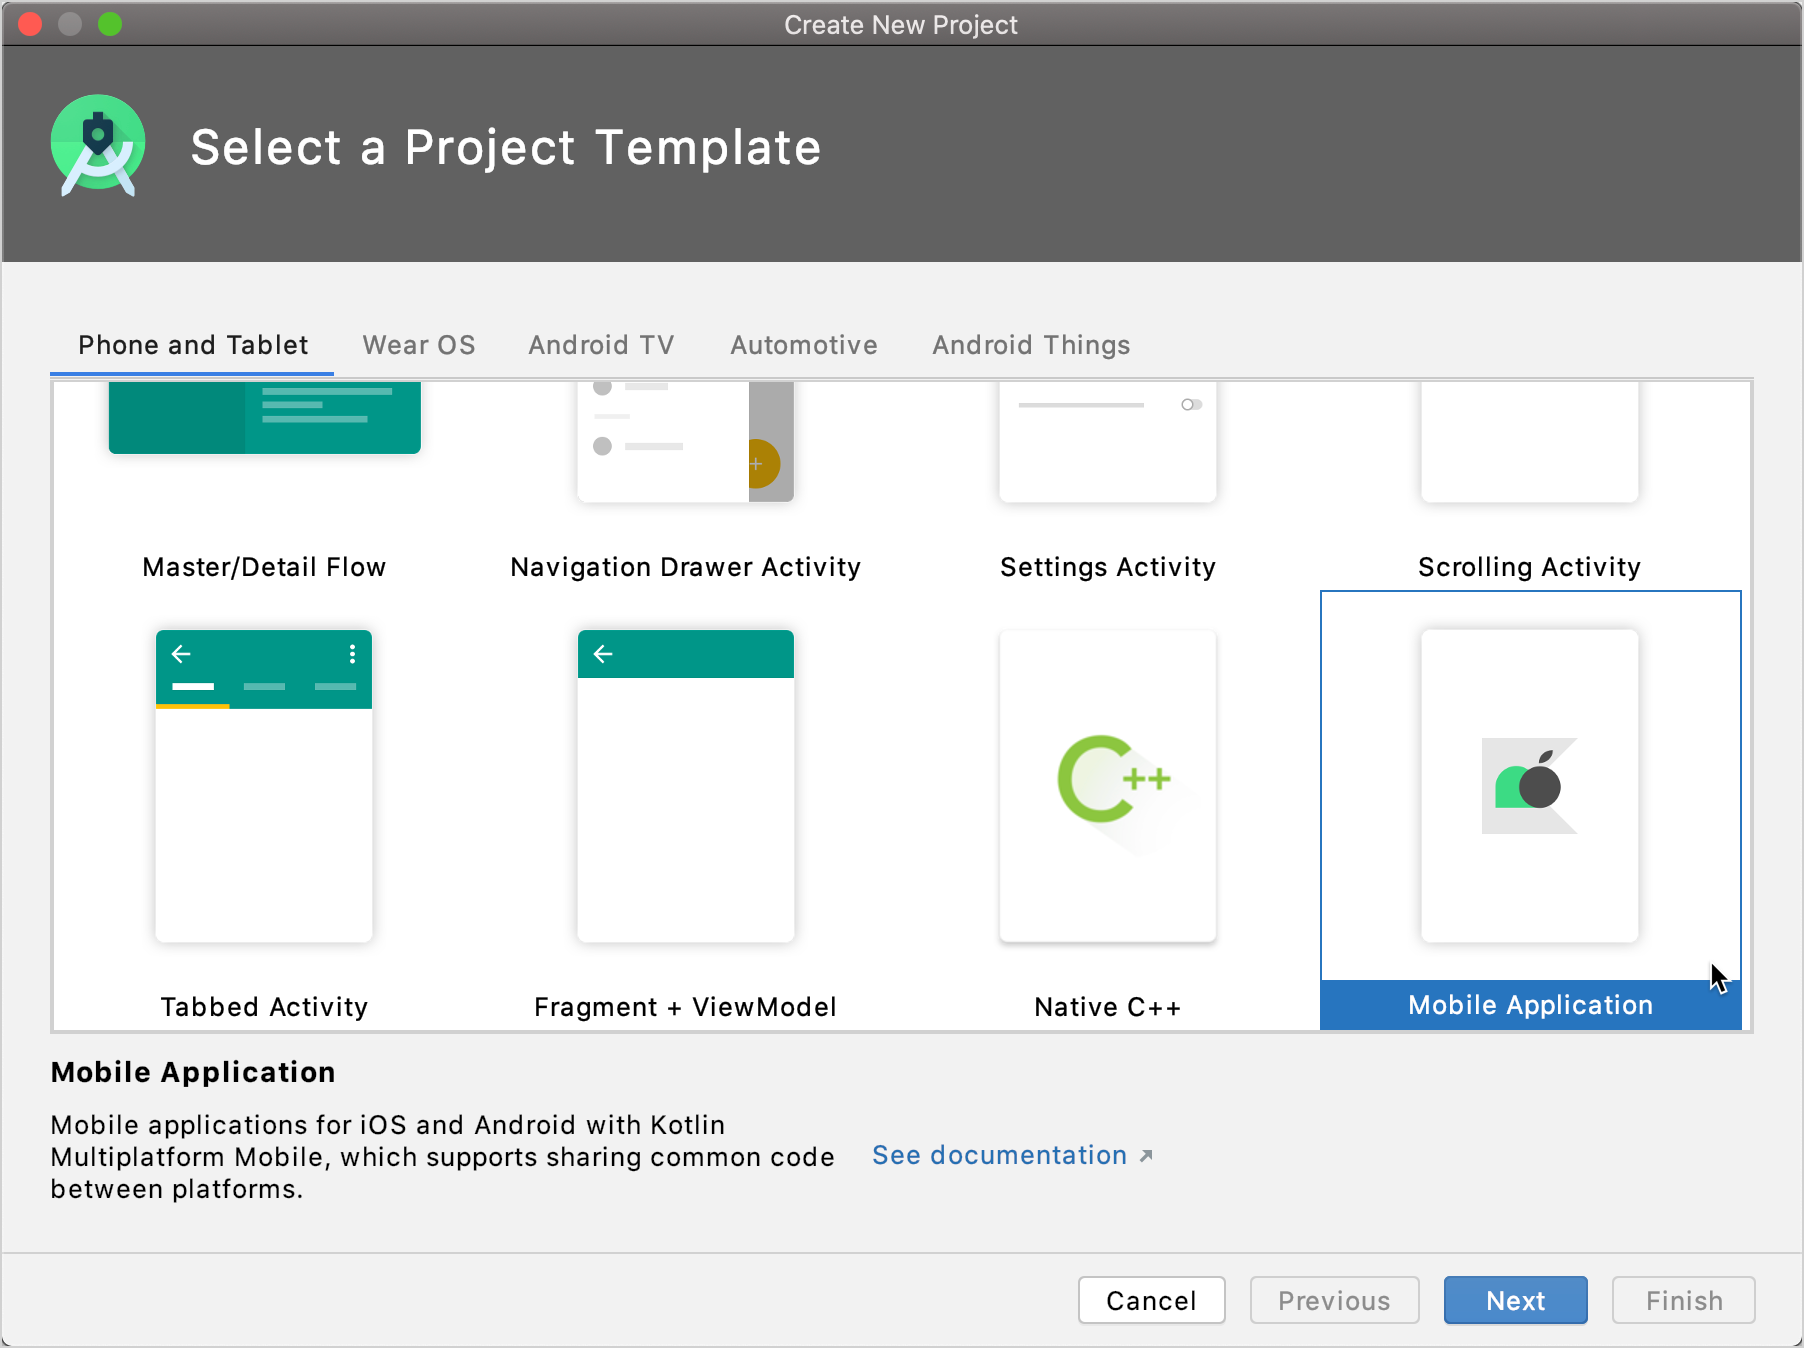 Create New Project
Select a Project Template
Phone and Tablet
Wear OS
Android TV
Automotive
Android Things
Master/Detail Flow
Navigation Drawer Activity
Settings Activity
Scrolling Activity
C++
Tabbed Activity
Fragment + ViewModel
Native C++
Mobile Application
Mobile Application
Mobile applications for iOS and Android with Kotlin
Multiplatform Mobile, which supports sharing common code
between platforms.
See documentation
Cancel
Previous
Next
Finish